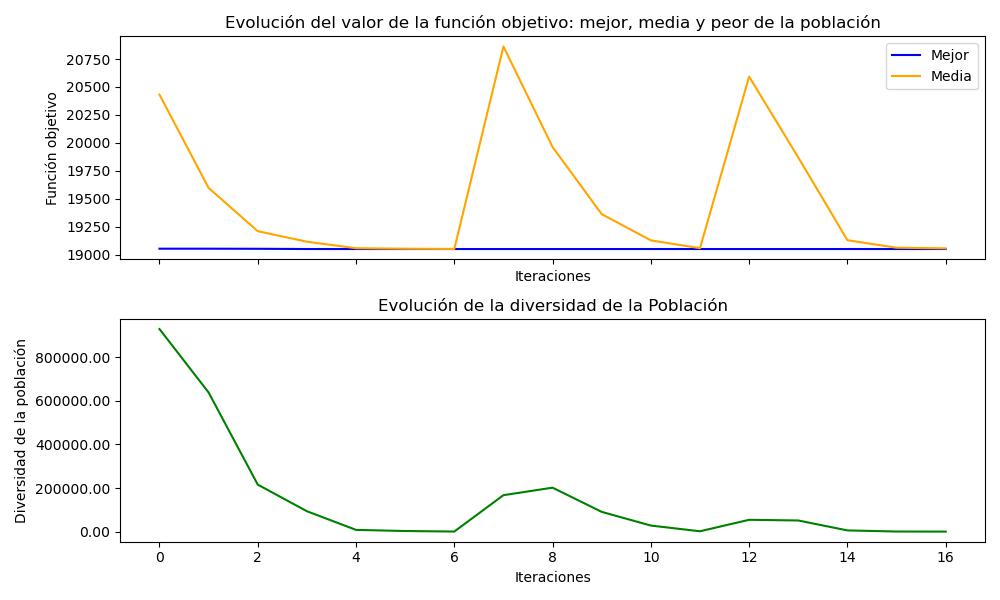 Evolución del valor de la función objetivo: mejor, media y peor de la población
Función objetivo
20750
20500
20250
20000
19750
19500
19250
19000
Mejor
Media
Iteraciones
Evolución de la diversidad de la Población
Diversidad de la población
800000.00
600000.00
400000.00
200000.00
0.00
0 2 4 6 8 10 12 14 16
Iteraciones